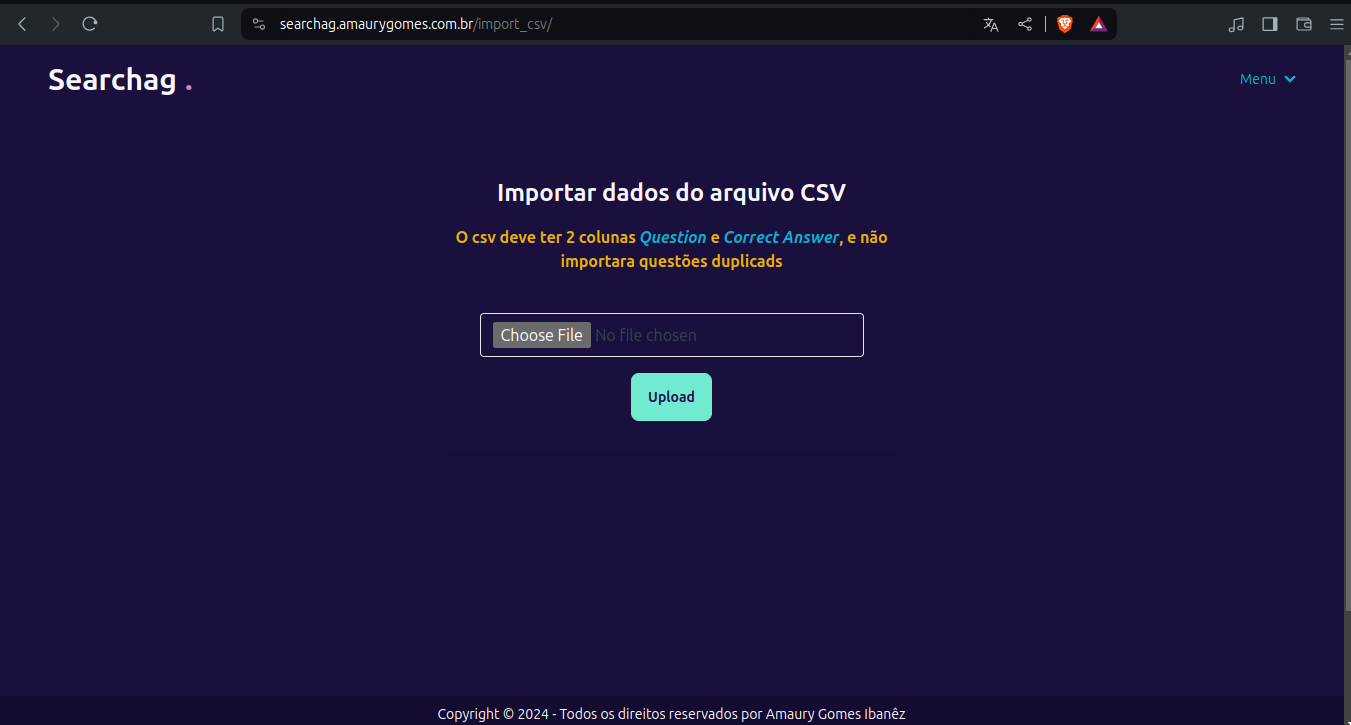 searchag.amaurygomes.com.br/import_csv/
Searchag .
Menu
Importar dados do arquivo CSV
O csv deve ter 2 colunas Question e Correct Answer, e não
importara questões duplicads
Choose File No file chosen
Upload
Copyright © 2024 - Todos os direitos reservados por Amaury Gomes Ibanêz